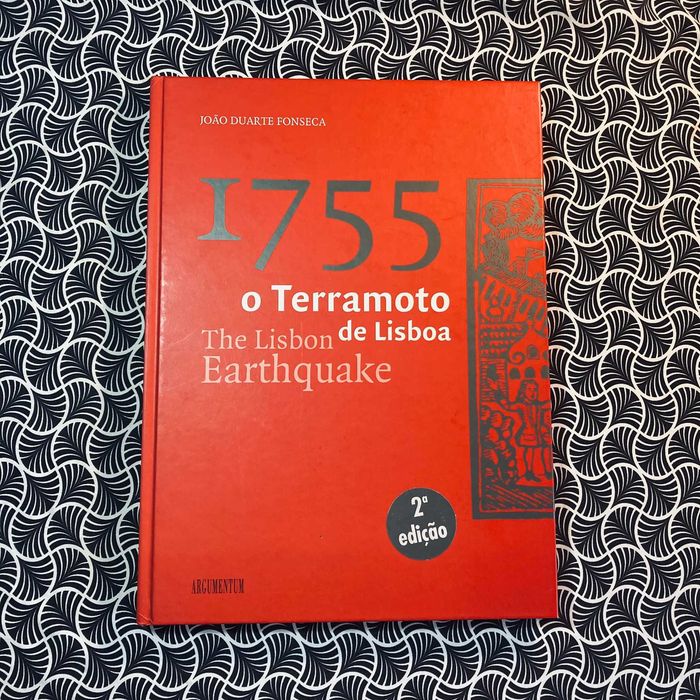 JOÃO DUARTE FONSECA
1755
o Terramoto
de Lisboa
The Lisbon
Earthquake
2ª
edição
ARGUMENTUM